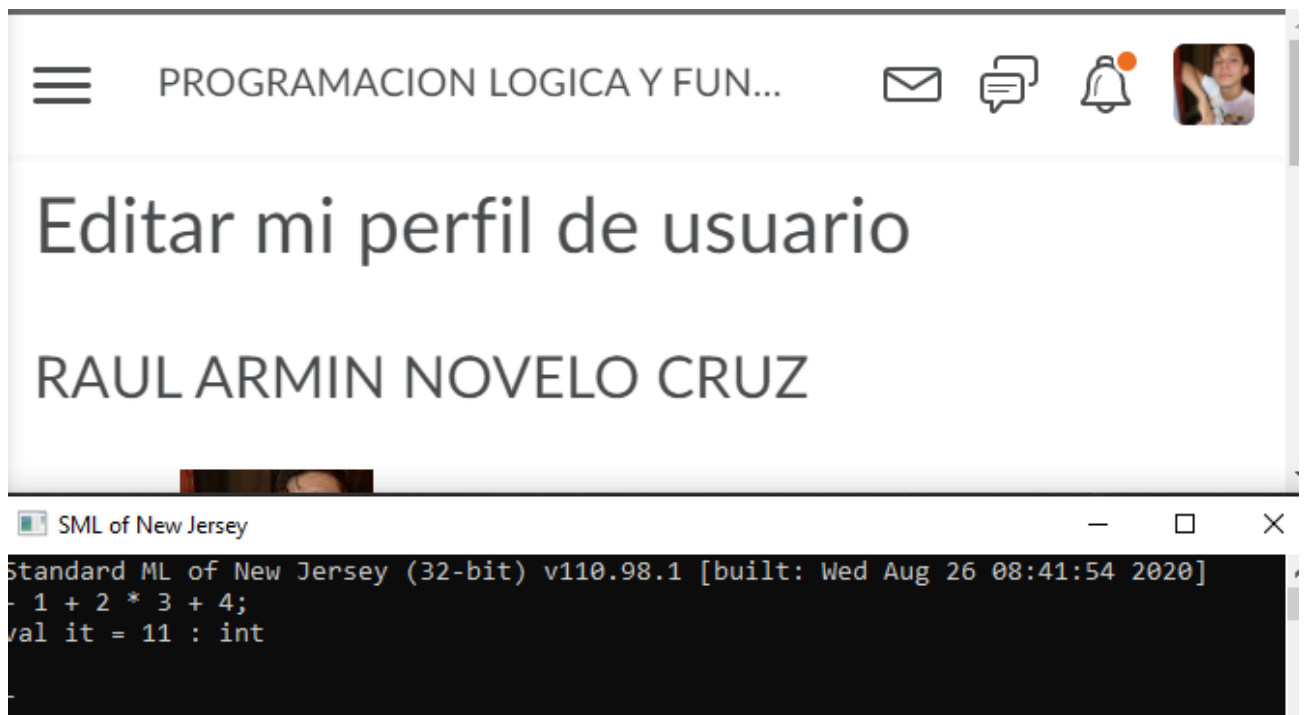 PROGRAMACION LOGICA Y FUN...
Editar mi perfil de usuario
RAUL ARMIN NOVELO CRUZ
SML of New Jersey
Standard ML of New Jersey (32-bit) v110.98.1 [built: Wed Aug 26 08:41:54 2020]
- 1 + 2 * 3 + 4;
val it = 11 : int
-